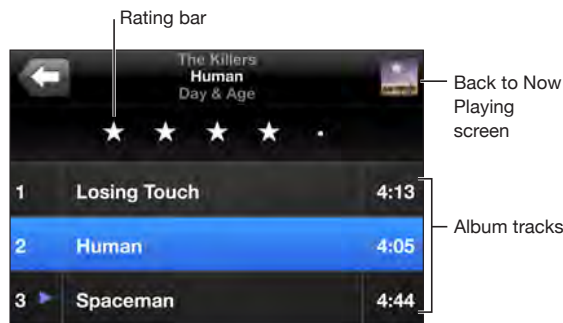 Rating bar
The Killers
Human
Day & Age
Back to Now
Playing
screen
1 Losing Touch 4:13
2 Human 4:05
3 Spaceman 4:44
Album tracks